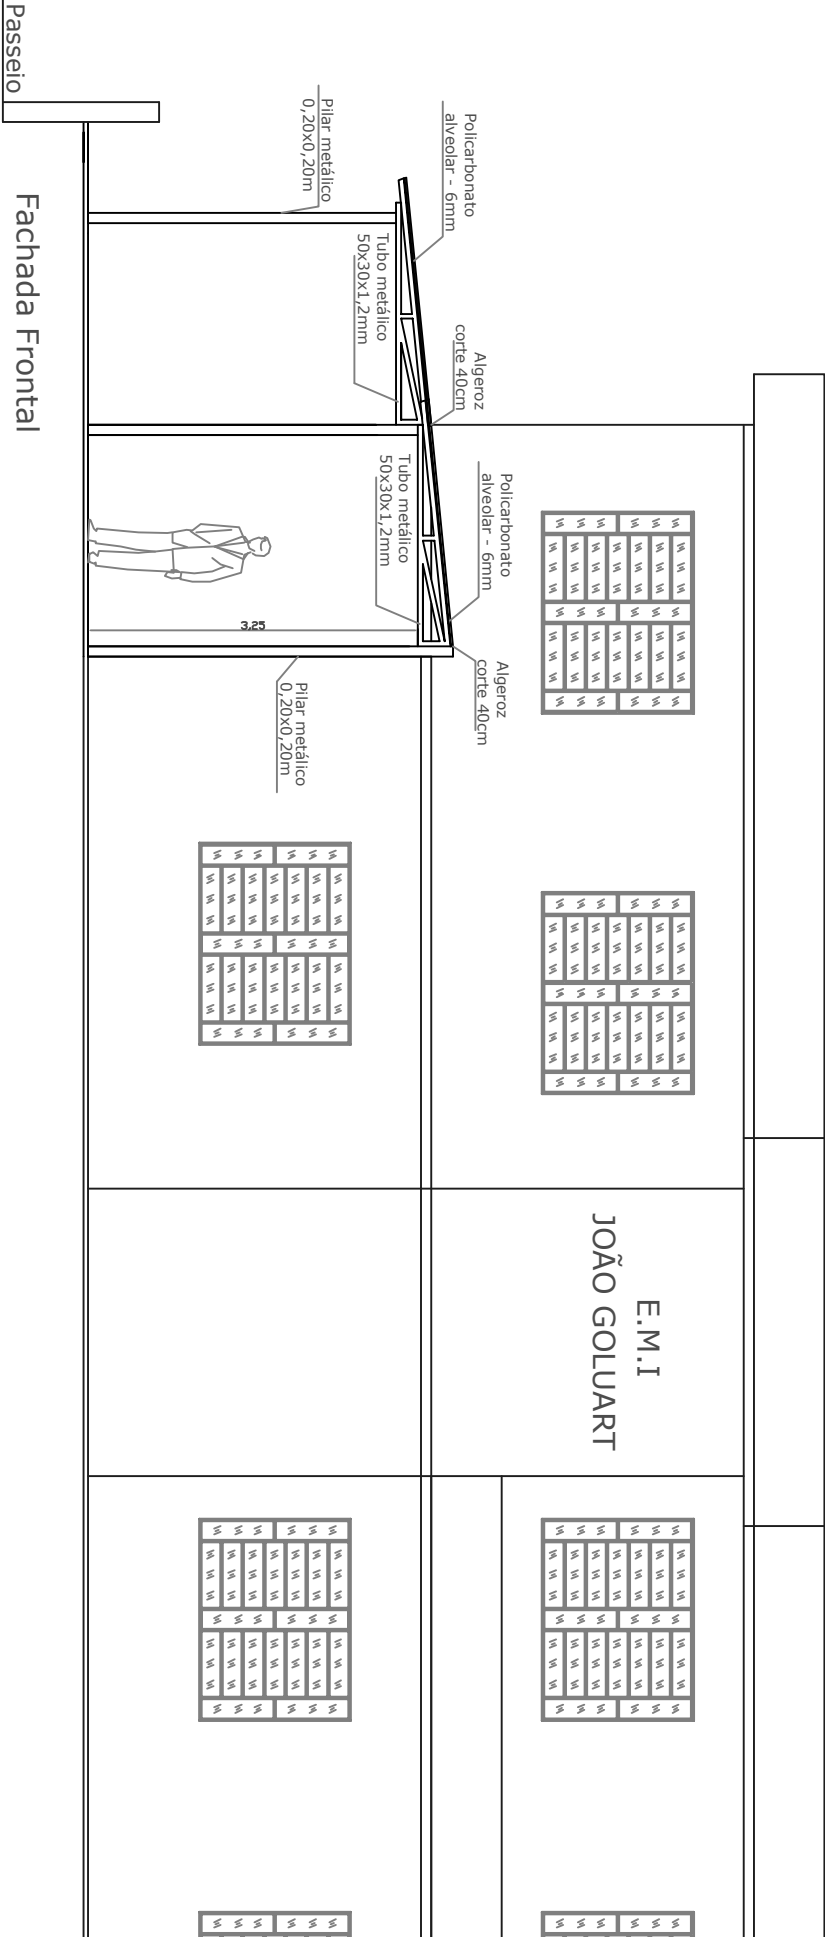 Policarbonato
alveolar - 6mm
Algeroz
corte 40cm
Policarbonato
alveolar - 6mm
Algeroz
corte 40cm
E.M.I
JOÃO GOLUART
Pilar metálico
0,20x0,20m
Tubo metálico
50x30x1,2mm
Tubo metálico
50x30x1,2mm
3,25
Pilar metálico
0,20x0,20m
Passeio
Fachada Frontal